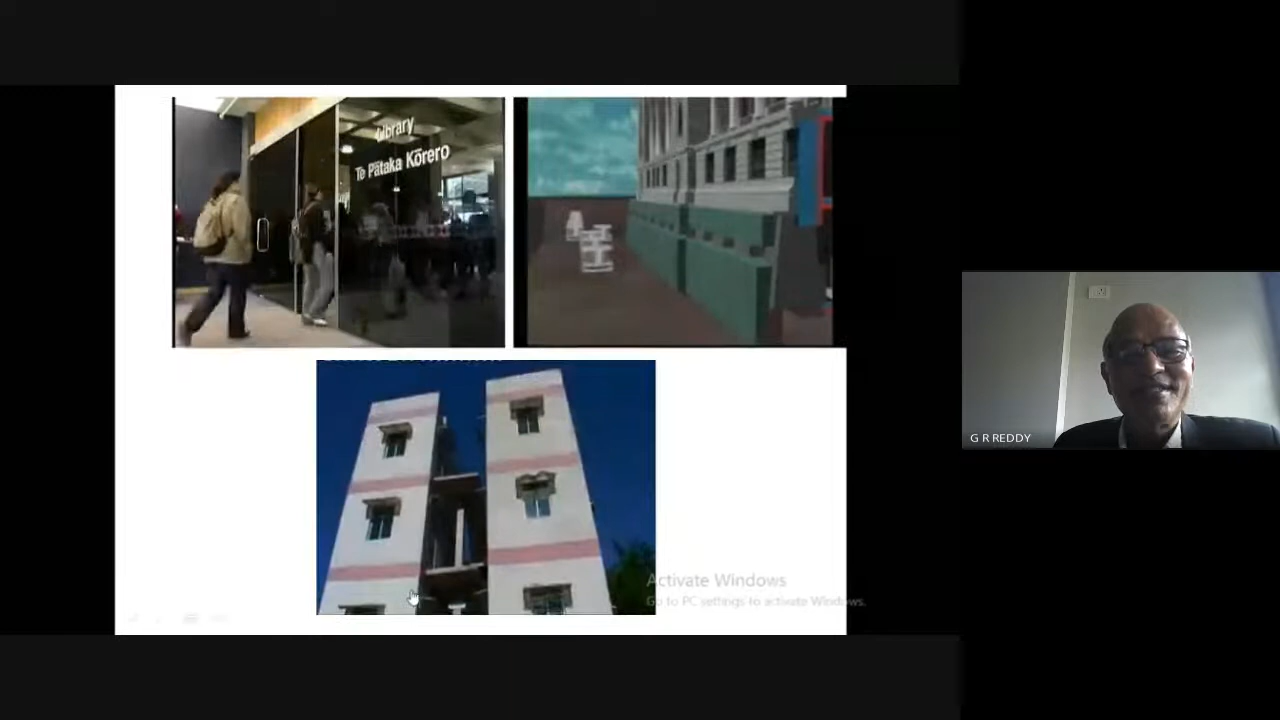 Library
Te Pātaka Kōrero
G R REDDY
Activate Windows
Go to PC settings to activate Windows.